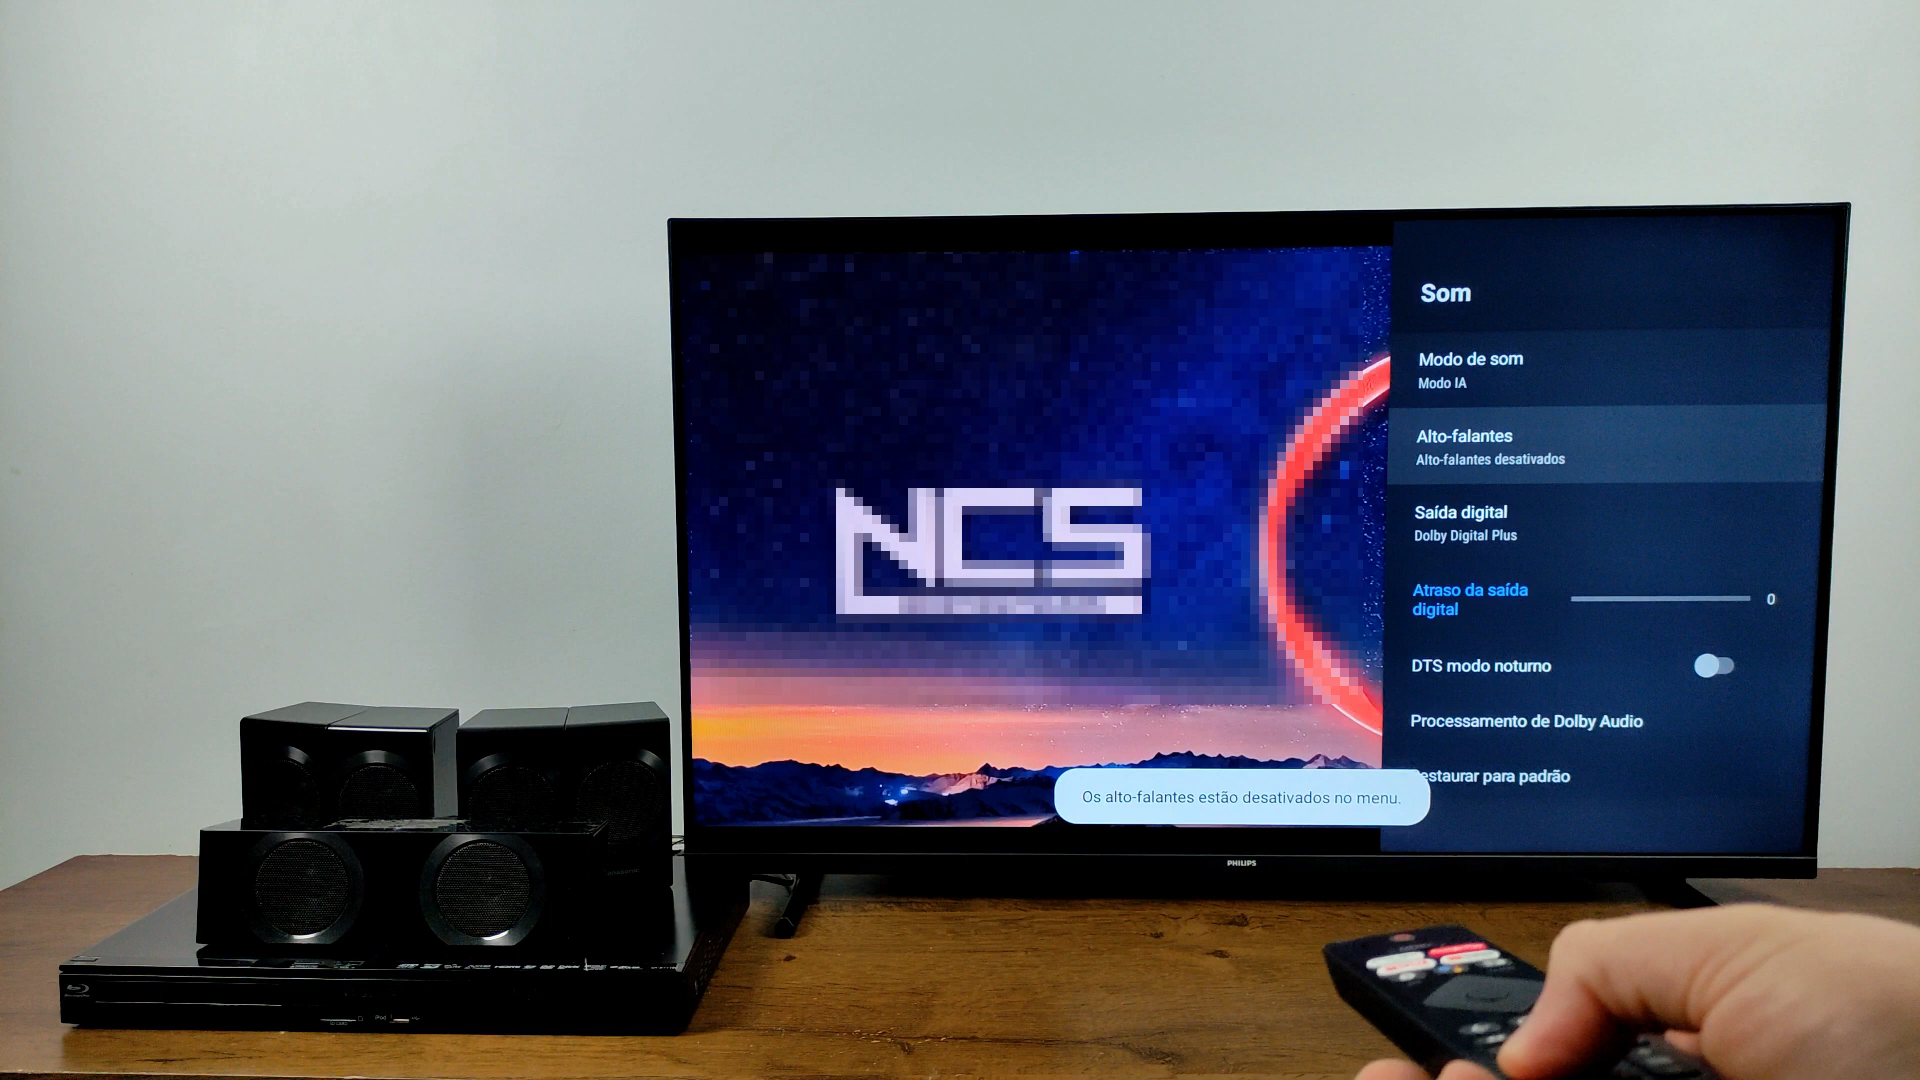 NCS
Som
Modo de som
Modo IA
Alto-falantes
Alto-falantes desativados
Saída digital
Dolby Digital Plus
Atraso da saída
digital
0
DTS modo noturno
Processamento de Dolby Audio
estaurar para padrão
Os alto-falantes estão desativados no menu.
PHILIPS
iPod